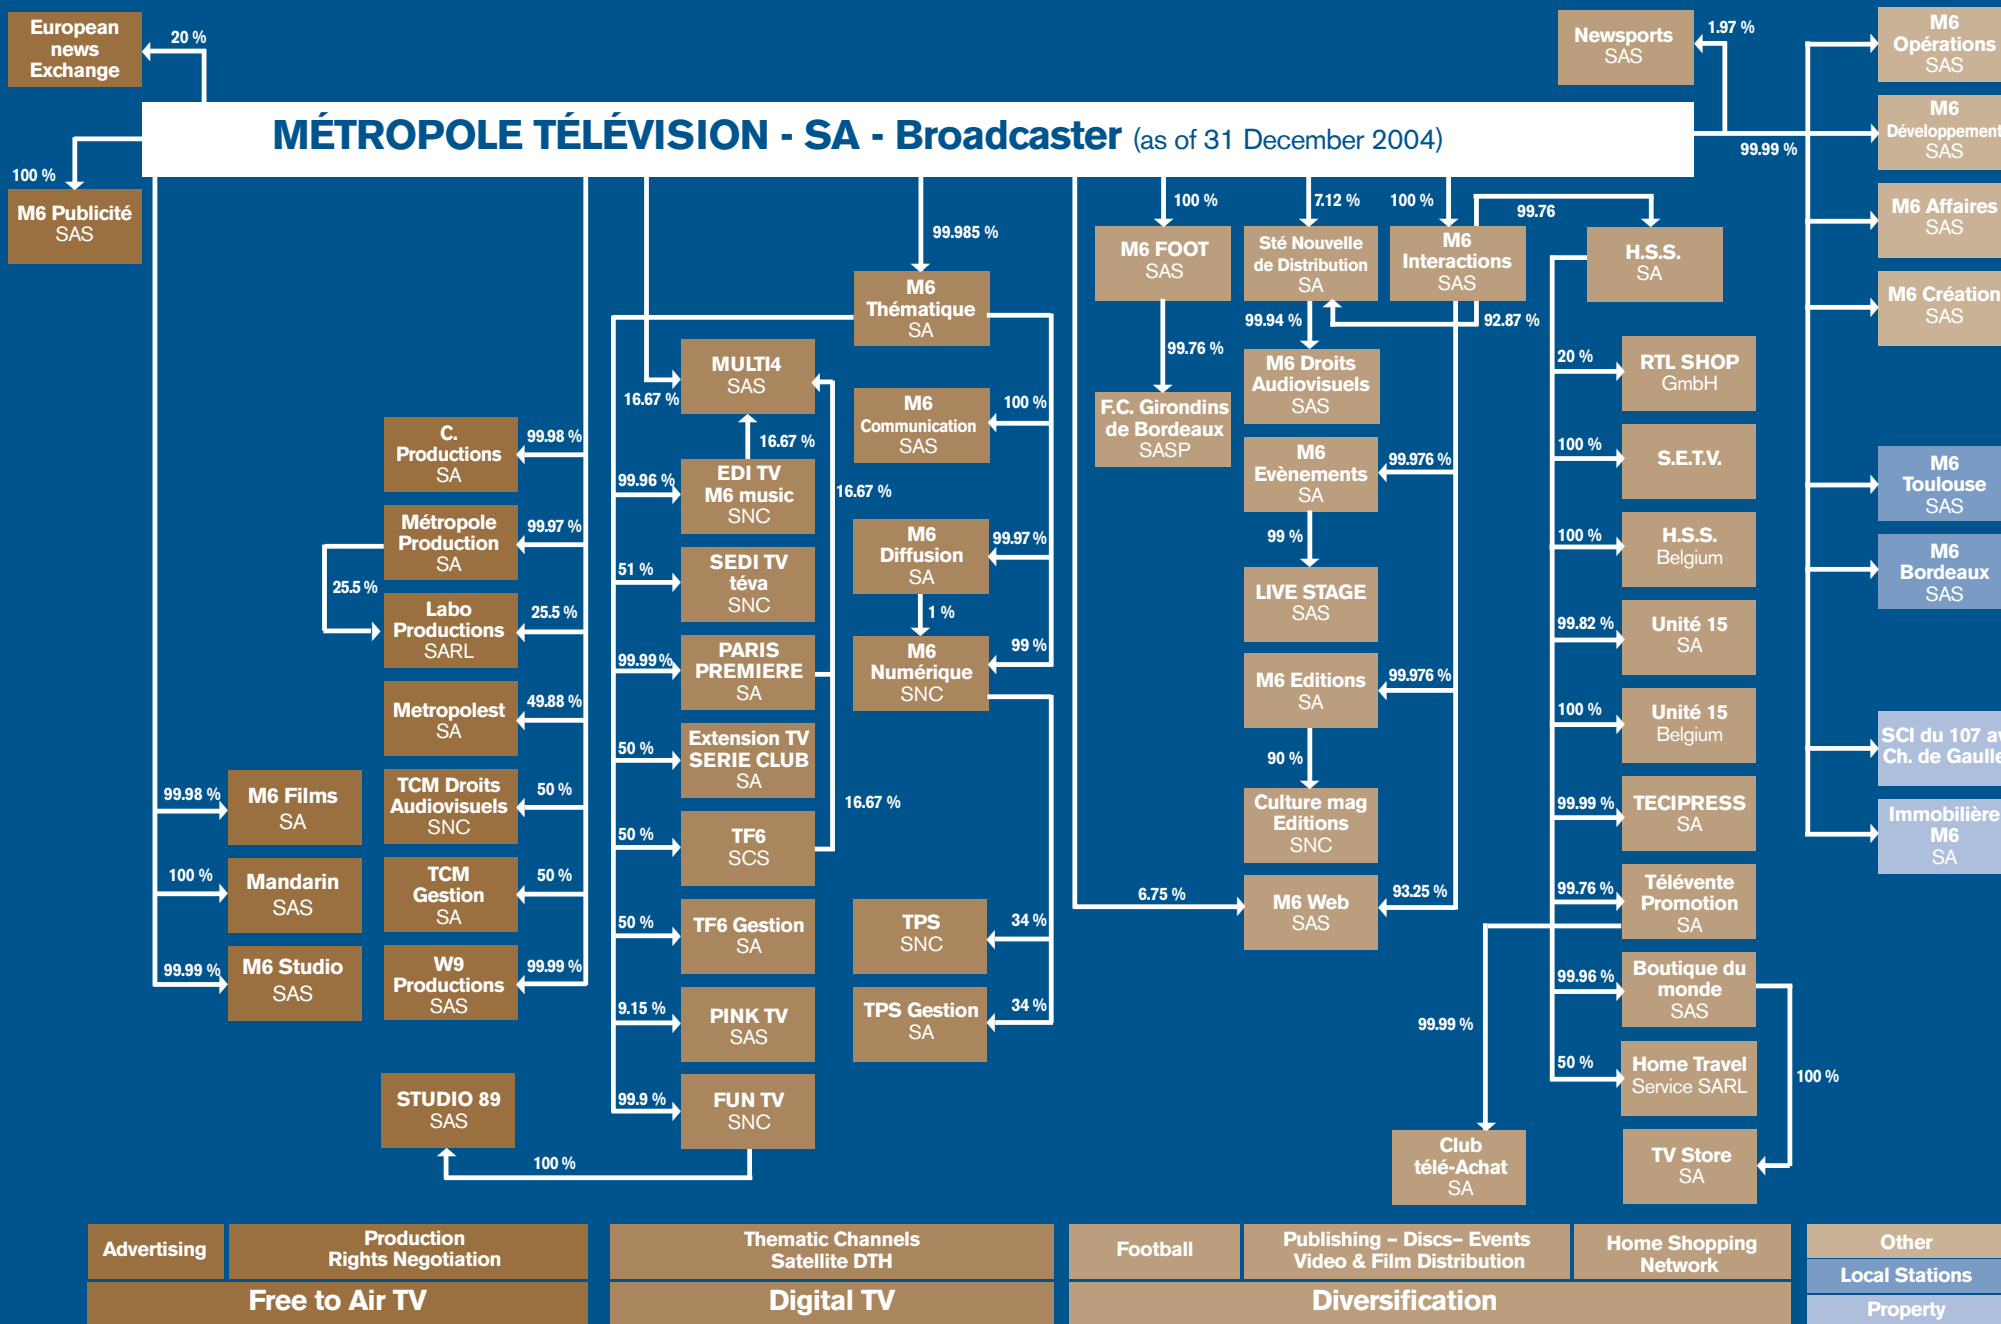 European
news
Exchange
20 %
Newsports
SAS
1.97 %
M6
Opérations
SAS
MÉTROPOLE TÉLÉVISION - SA - Broadcaster (as of 31 December 2004)
99.99 %
M6
Développement
SAS
100 %
M6 Publicité
SAS
M6 Affaires
SAS
M6 Création
SAS
99.985 %
100 %
7.12 %
100 %
99.76
M6
Thématique
SA
M6 FOOT
SAS
Sté Nouvelle
de Distribution
SA
M6
Interactions
SAS
H.S.S.
SA
99.94 %
92.87 %
99.76 %
MULTI4
SAS
16.67 %
16.67 %
16.67 %
16.67 %
M6
Communication
SAS
100 %
F.C. Girondins
de Bordeaux
SASP
M6 Droits
Audiovisuels
SAS
20 %
RTL SHOP
GmbH
C.
Productions
SA
99.98 %
99.96 %
EDI TV
M6 music
SNC
M6
Evènements
SA
99.976 %
100 %
S.E.T.V.
M6
Toulouse
SAS
Métropole
Production
SA
99.97 %
51 %
SEDI TV
téva
SNC
M6
Diffusion
SA
99.97 %
99 %
LIVE STAGE
SAS
100 %
H.S.S.
Belgium
M6
Bordeaux
SAS
25.5 %
Labo
Productions
SARL
25.5 %
99.99 %
PARIS
PREMIERE
SA
1 %
M6
Numérique
SNC
99 %
M6 Editions
SA
99.976 %
99.82 %
Unité 15
SA
Metropolest
SA
49.88 %
50 %
Extension TV
SERIE CLUB
SA
90 %
Culture mag
Editions
SNC
100 %
Unité 15
Belgium
SCI du 107 av
Ch. de Gaulle
99.98 %
M6 Films
SA
TCM Droits
Audiovisuels
SNC
50 %
50 %
TF6
SCS
99.99 %
TECIPRESS
SA
Immobilière
M6
SA
100 %
Mandarin
SAS
TCM
Gestion
SA
50 %
50 %
TF6 Gestion
SA
TPS
SNC
34 %
6.75 %
M6 Web
SAS
93.25 %
99.76 %
Télévente
Promotion
SA
99.99 %
M6 Studio
SAS
W9
Productions
SAS
99.99 %
9.15 %
PINK TV
SAS
TPS Gestion
SA
34 %
99.96 %
Boutique du
monde
SAS
99.99 %
STUDIO 89
SAS
99.9 %
FUN TV
SNC
50 %
Home Travel
Service SARL
100 %
100 %
Club
télé-Achat
SA
TV Store
SA
Advertising
Production
Rights Negotiation
Thematic Channels
Satellite DTH
Football
Publishing – Discs– Events
Video & Film Distribution
Home Shopping
Network
Other
Local Stations
Property
Free to Air TV
Digital TV
Diversification